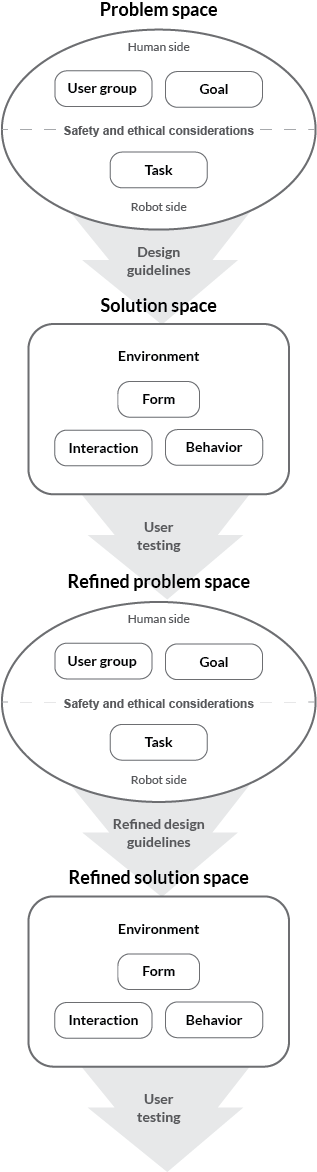 Problem space
Human side
User group
Goal
Safety and ethical considerations
Task
Robot side
Design
guidelines
Solution space
Environment
Form
Interaction
Behavior
User
testing
Refined problem space
Human side
User group
Goal
Safety and ethical considerations
Task
Robot side
Refined design
guidelines
Refined solution space
Environment
Form
Interaction
Behavior
User
testing